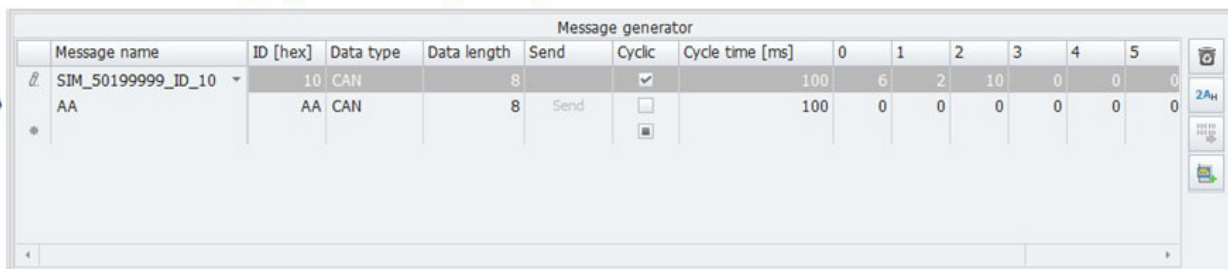 Message generator
Message name ID [hex] Data type Data length Send Cyclic Cycle time [ms] 0 1 2 3 4 5
SIM_50199999_ID_10 10 CAN 8 100 6 2 10 0 0 0
AA AA CAN 8 Send 100 0 0 0 0 0 0
2AH